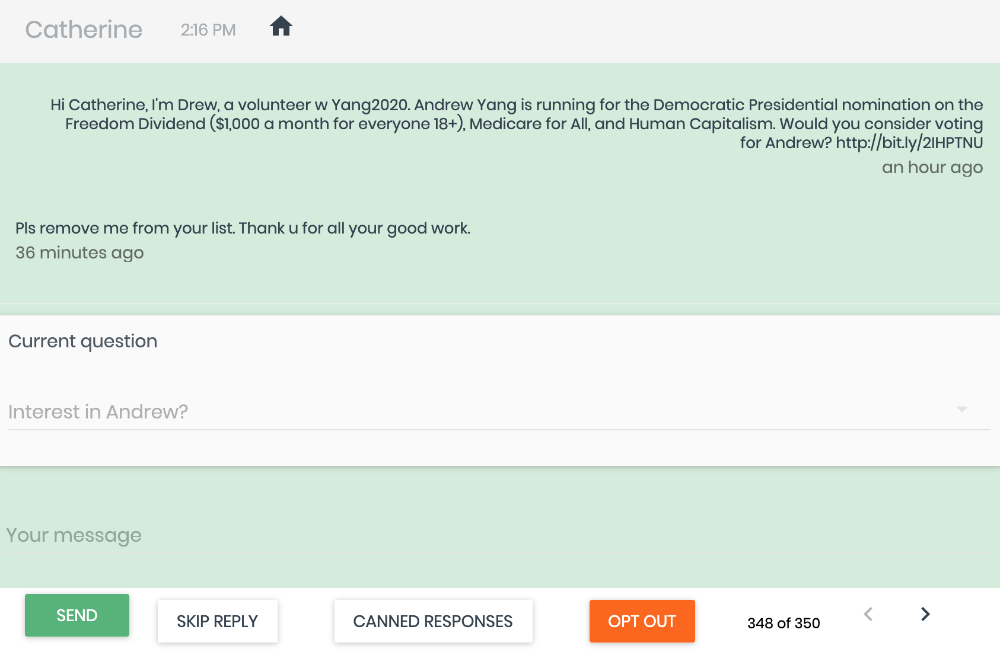 Catherine 2:16 PM
Hi Catherine, I'm Drew, a volunteer w Yang2020. Andrew Yang is running for the Democratic Presidential nomination on the
Freedom Dividend ($1,000 a month for everyone 18+), Medicare for All, and Human Capitalism. Would you consider voting
for Andrew? http://bit.ly/2IHPTNU
an hour ago
Pls remove me from your list. Thank u for all your good work.
36 minutes ago
Current question
Interest in Andrew?
Your message
SEND SKIP REPLY CANNED RESPONSES OPT OUT 348 of 350